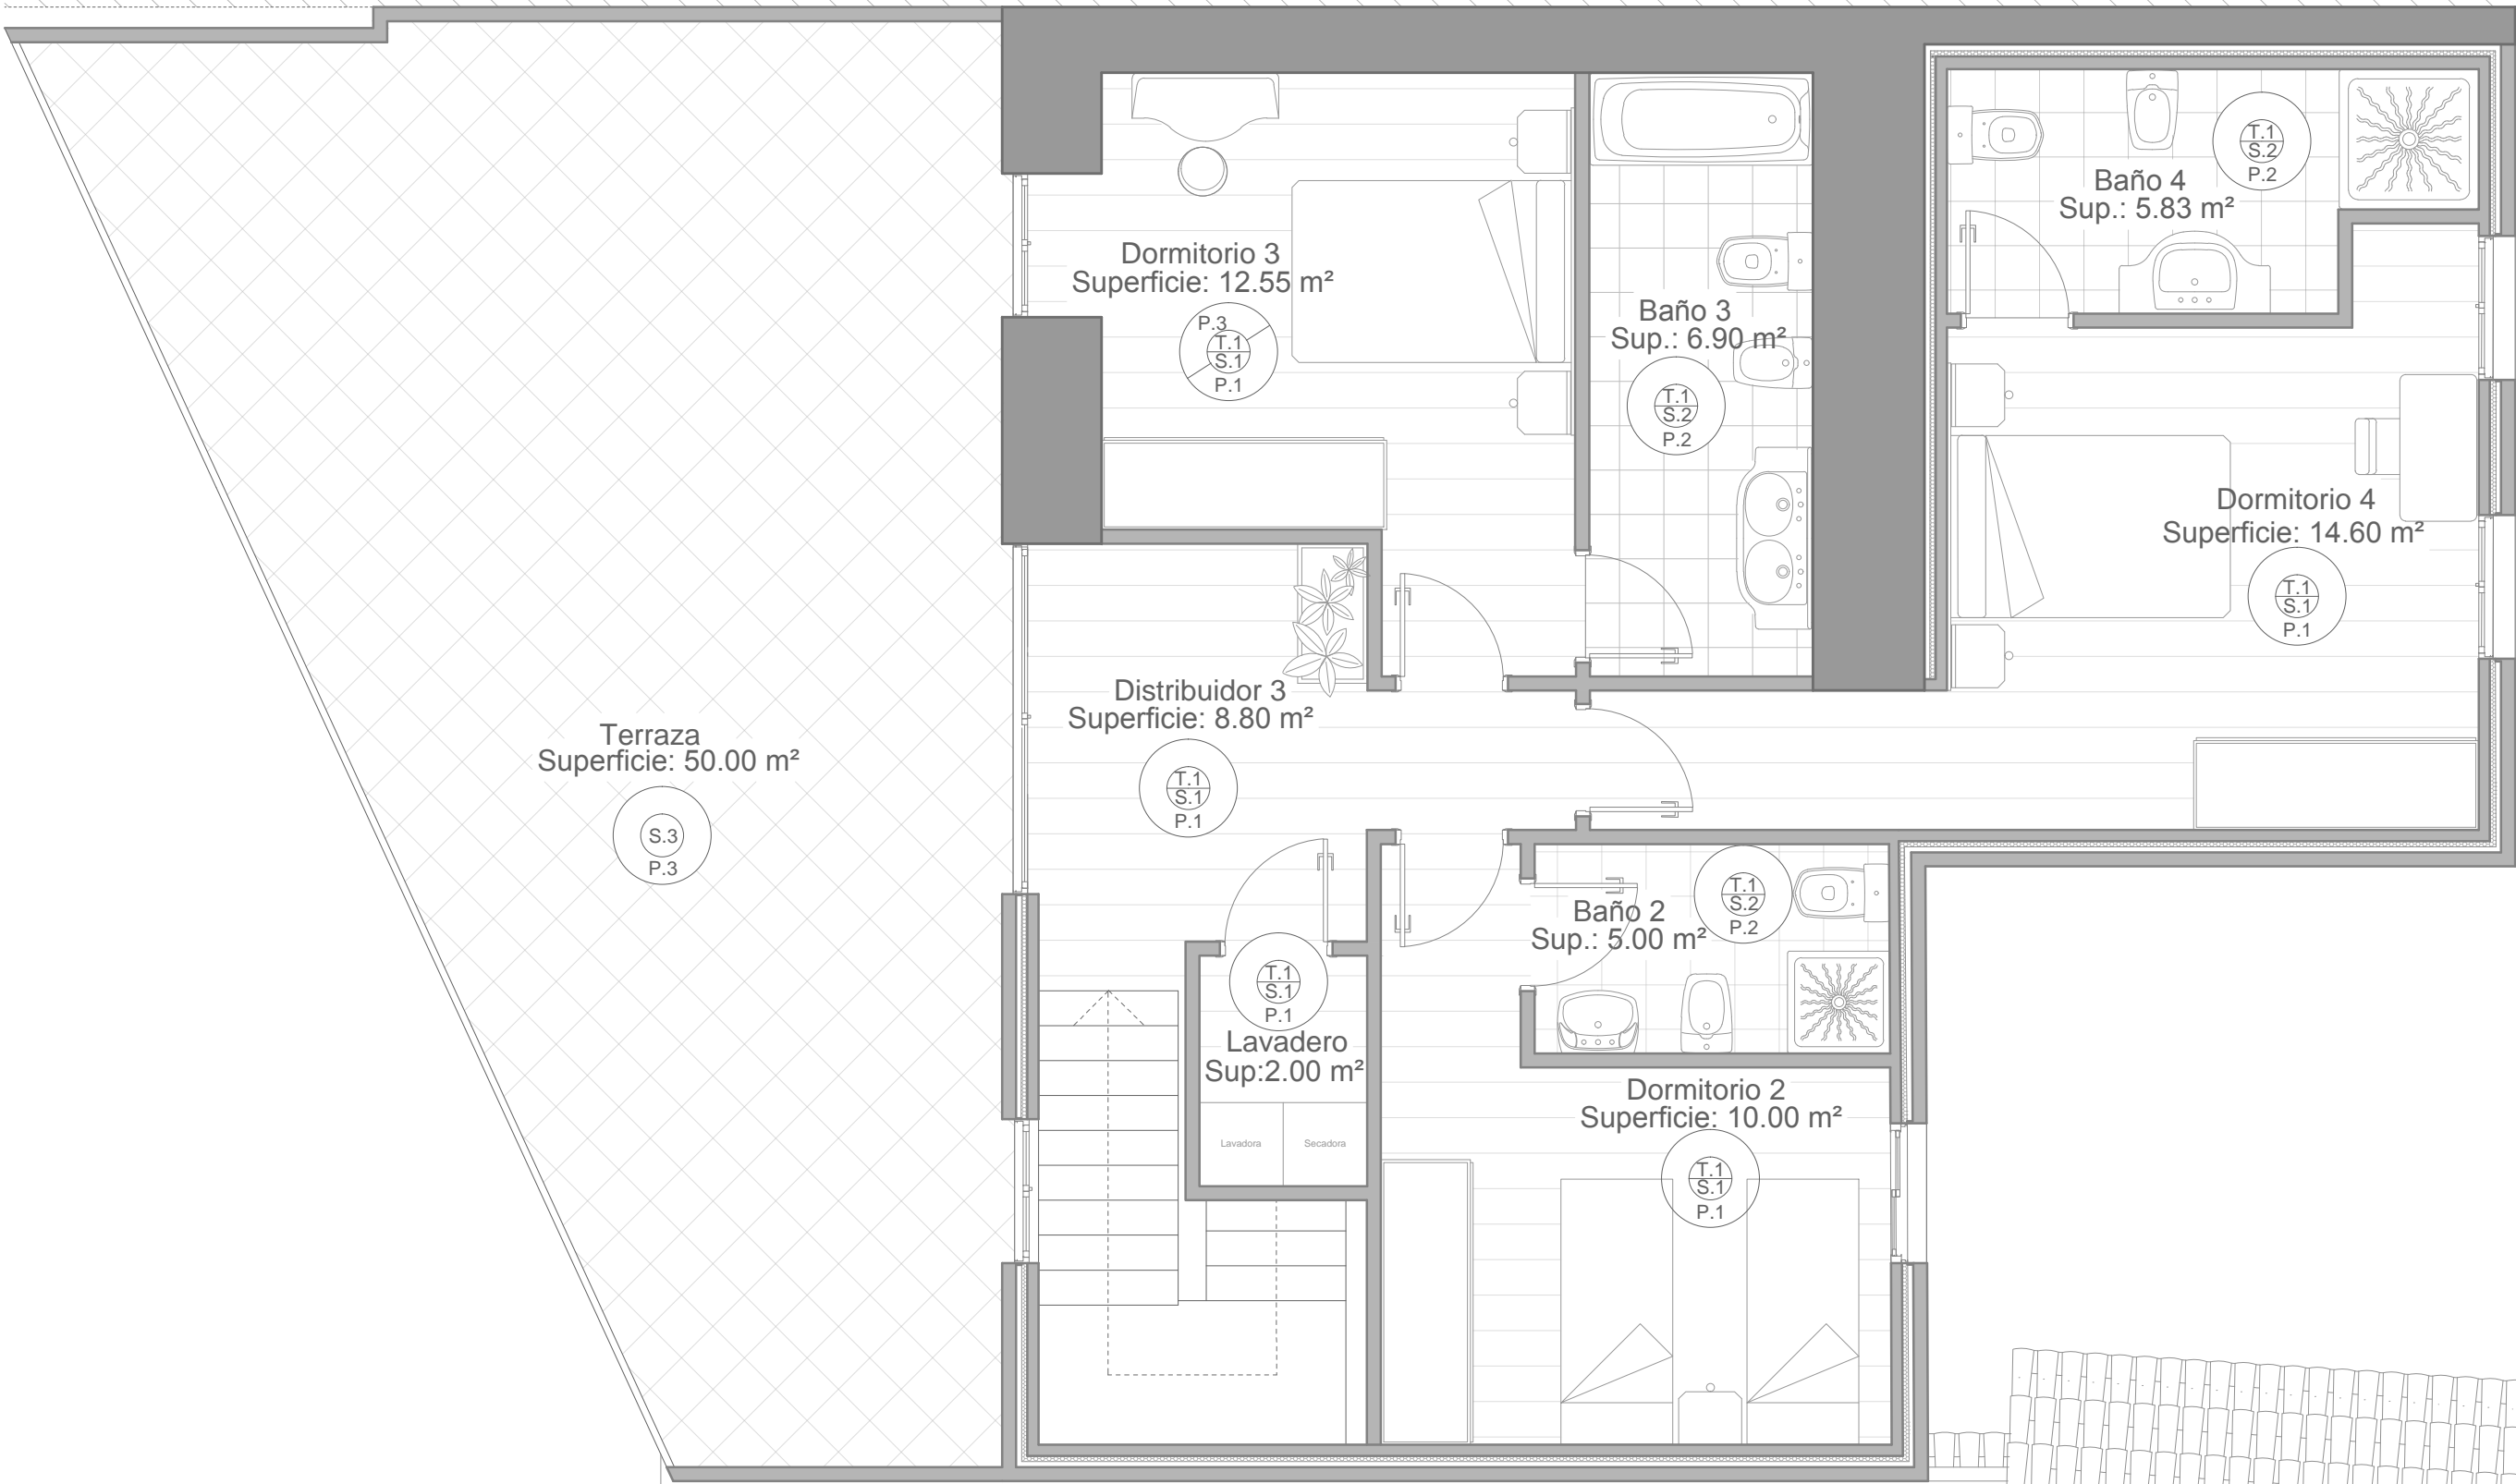 Baño 4
Sup.: 5.83 m²
T.1
S.2
P.2
Dormitorio 3
Superficie: 12.55 m²
P.3
T.1
S.1
P.1
Baño 3
Sup.: 6.90 m²
T.1
S.2
P.2
Dormitorio 4
Superficie: 14.60 m²
T.1
S.1
P.1
Distribuidor 3
Superficie: 8.80 m²
T.1
S.1
P.1
Terraza
Superficie: 50.00 m²
S.3
P.3
Baño 2
Sup.: 5.00 m²
T.1
S.2
P.2
T.1
S.1
P.1
Lavadero
Sup:2.00 m²
Lavadora
Secadora
Dormitorio 2
Superficie: 10.00 m²
T.1
S.1
P.1